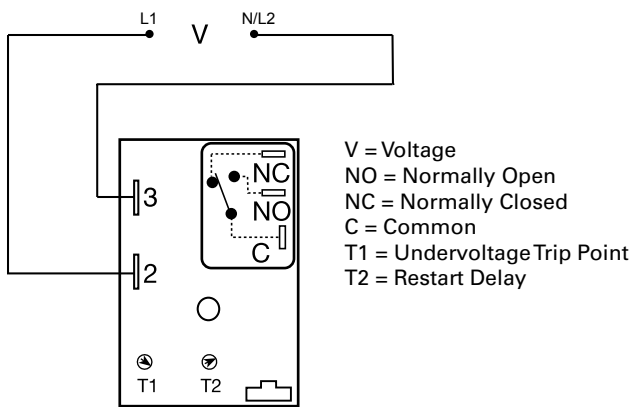 L1 V N/L2
NC
3
NO
C
2
T1 T2
V = Voltage
NO = Normally Open
NC = Normally Closed
C = Common
T1 = Undervoltage Trip Point
T2 = Restart Delay